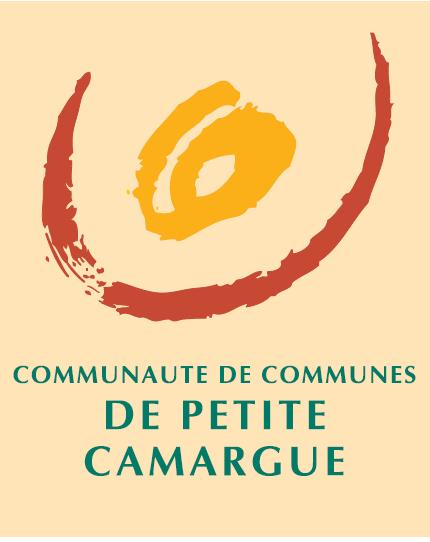 COMMUNAUTE DE COMMUNES
DE PETITE
CAMARGUE